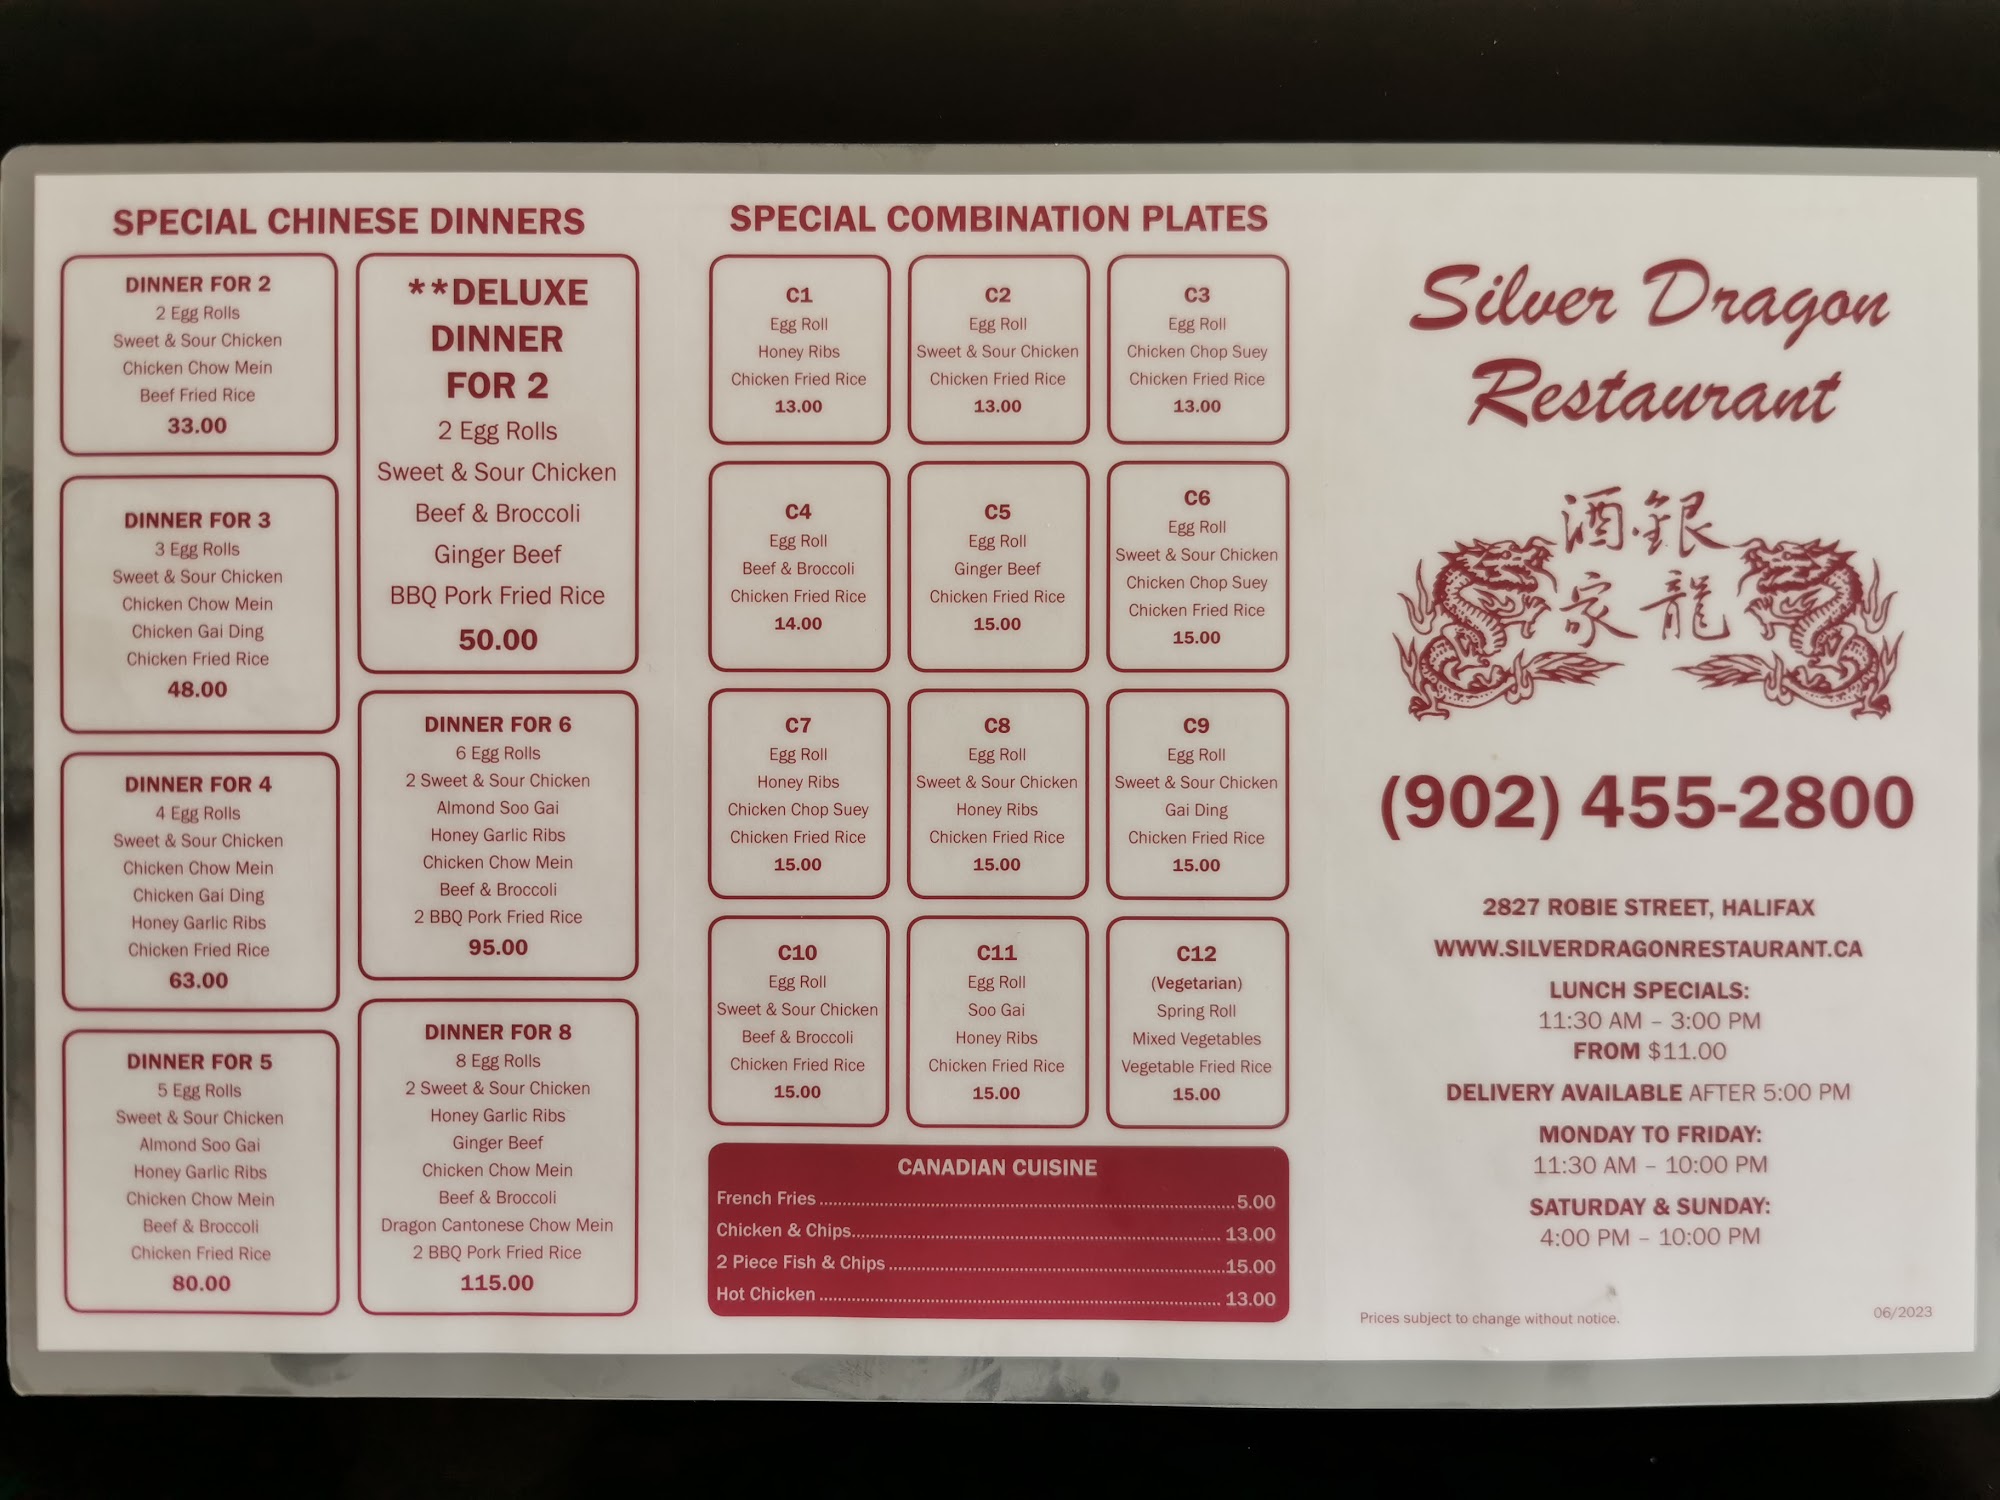 SPECIAL CHINESE DINNERS
DINNER FOR 2
2 Egg Rolls
Sweet & Sour Chicken
Chicken Chow Mein
Beef Fried Rice
33.00
DINNER FOR 3
3 Egg Rolls
Sweet & Sour Chicken
Chicken Chow Mein
Chicken Gai Ding
Chicken Fried Rice
48.00
DINNER FOR 4
4 Egg Rolls
Sweet & Sour Chicken
Chicken Chow Mein
Chicken Gai Ding
Honey Garlic Ribs
Chicken Fried Rice
63.00
DINNER FOR 5
5 Egg Rolls
Sweet & Sour Chicken
Almond Soo Gai
Honey Garlic Ribs
Chicken Chow Mein
Beef & Broccoli
Chicken Fried Rice
80.00
**DELUXE
DINNER
FOR 2
2 Egg Rolls
Sweet & Sour Chicken
Beef & Broccoli
Ginger Beef
BBQ Pork Fried Rice
50.00
DINNER FOR 6
6 Egg Rolls
2 Sweet & Sour Chicken
Almond Soo Gai
Honey Garlic Ribs
Chicken Chow Mein
Beef & Broccoli
2 BBQ Pork Fried Rice
95.00
DINNER FOR 8
8 Egg Rolls
2 Sweet & Sour Chicken
Honey Garlic Ribs
Ginger Beef
Chicken Chow Mein
Beef & Broccoli
Dragon Cantonese Chow Mein
2 BBQ Pork Fried Rice
115.00
SPECIAL COMBINATION PLATES
C1
Egg Roll
Honey Ribs
Chicken Fried Rice
13.00
C2
Egg Roll
Sweet & Sour Chicken
Chicken Fried Rice
13.00
C3
Egg Roll
Chicken Chop Suey
Chicken Fried Rice
13.00
C4
Egg Roll
Beef & Broccoli
Chicken Fried Rice
14.00
C5
Egg Roll
Ginger Beef
Chicken Fried Rice
15.00
C6
Egg Roll
Sweet & Sour Chicken
Chicken Chop Suey
Chicken Fried Rice
15.00
C7
Egg Roll
Honey Ribs
Chicken Chop Suey
Chicken Fried Rice
15.00
C8
Egg Roll
Sweet & Sour Chicken
Honey Ribs
Chicken Fried Rice
15.00
C9
Egg Roll
Sweet & Sour Chicken
Gai Ding
Chicken Fried Rice
15.00
C10
Egg Roll
Sweet & Sour Chicken
Beef & Broccoli
Chicken Fried Rice
15.00
C11
Egg Roll
Soo Gai
Honey Ribs
Chicken Fried Rice
15.00
C12
(Vegetarian)
Spring Roll
Mixed Vegetables
Vegetable Fried Rice
15.00
CANADIAN CUISINE
French Fries 5.00
Chicken & Chips 13.00
2 Piece Fish & Chips 15.00
Hot Chicken 13.00
Silver Dragon
Restaurant
酒銀
家龍
(902) 455-2800
2827 ROBIE STREET, HALIFAX
WWW.SILVERDRAGONRESTAURANT.CA
LUNCH SPECIALS:
11:30 AM – 3:00 PM
FROM $11.00
DELIVERY AVAILABLE AFTER 5:00 PM
MONDAY TO FRIDAY:
11:30 AM – 10:00 PM
SATURDAY & SUNDAY:
4:00 PM – 10:00 PM
Prices subject to change without notice.
06/2023